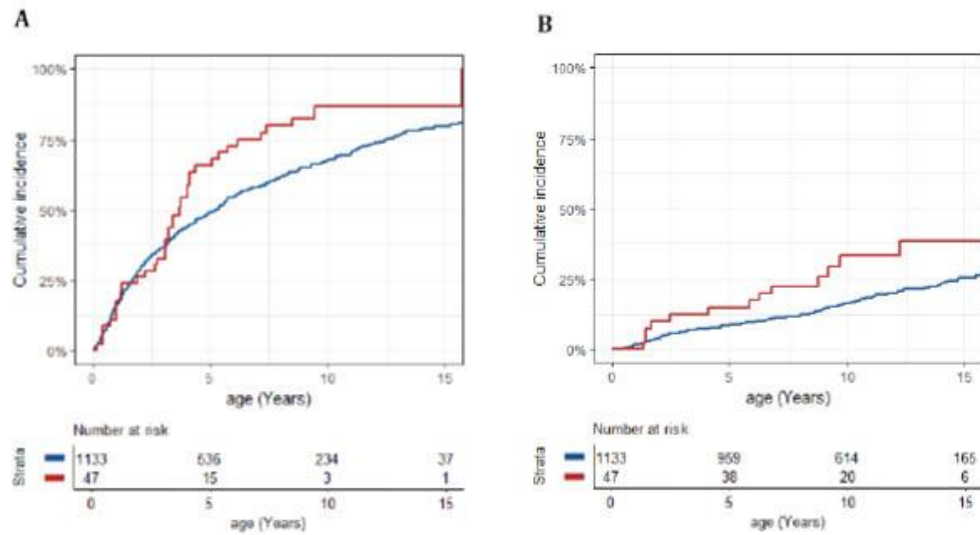 A
Cumulative incidence
100%
75%
50%
25%
0%
0 5 10 15
age (Years)
Number at risk
Strata
1133 536 234 37
47 15 3 1
0 5 10 15
age (Years)
B
Cumulative incidence
100%
75%
50%
25%
0%
0 5 10 15
age (Years)
Number at risk
Strata
1133 959 614 165
47 38 20 6
0 5 10 15
age (Years)